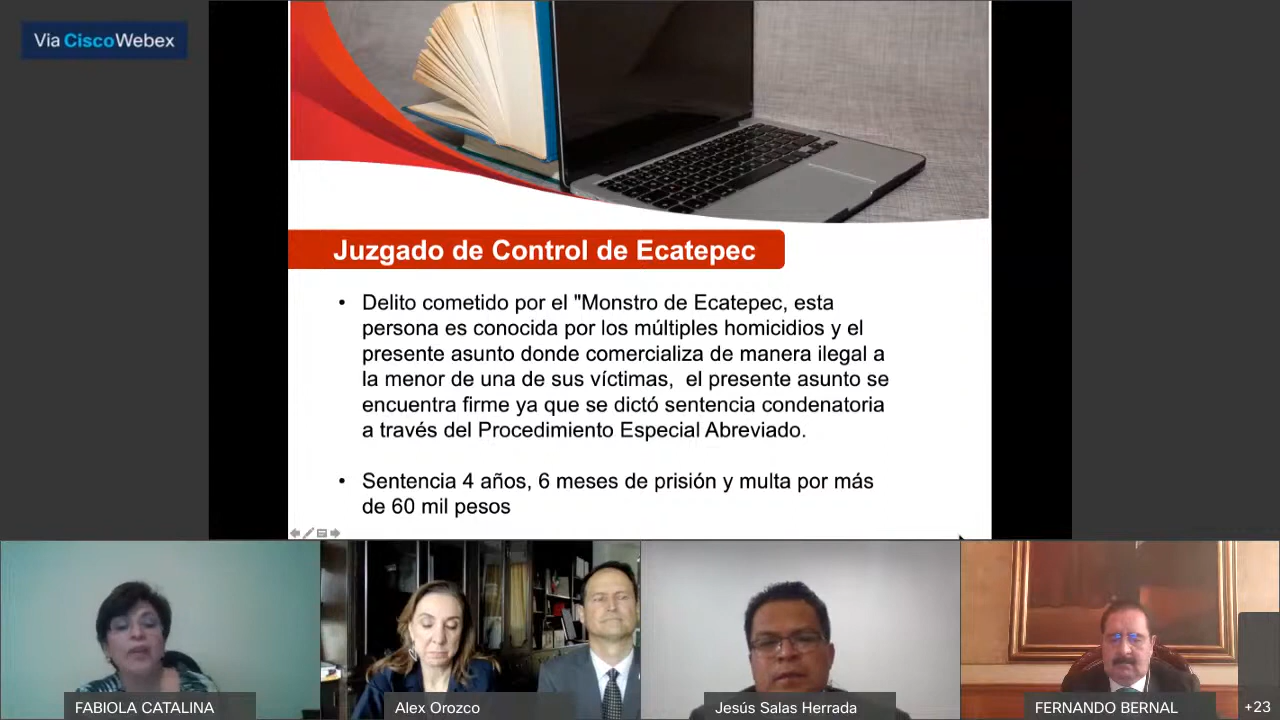 Via CiscoWebex
Juzgado de Control de Ecatepec
• Delito cometido por el "Monstro de Ecatepec, esta
persona es conocida por los múltiples homicidios y el
presente asunto donde comercializa de manera ilegal a
la menor de una de sus víctimas, el presente asunto se
encuentra firme ya que se dictó sentencia condenatoria
a través del Procedimiento Especial Abreviado.
• Sentencia 4 años, 6 meses de prisión y multa por más
de 60 mil pesos
FABIOLA CATALINA
Alex Orozco
Jesús Salas Herrada
FERNANDO BERNAL
+23